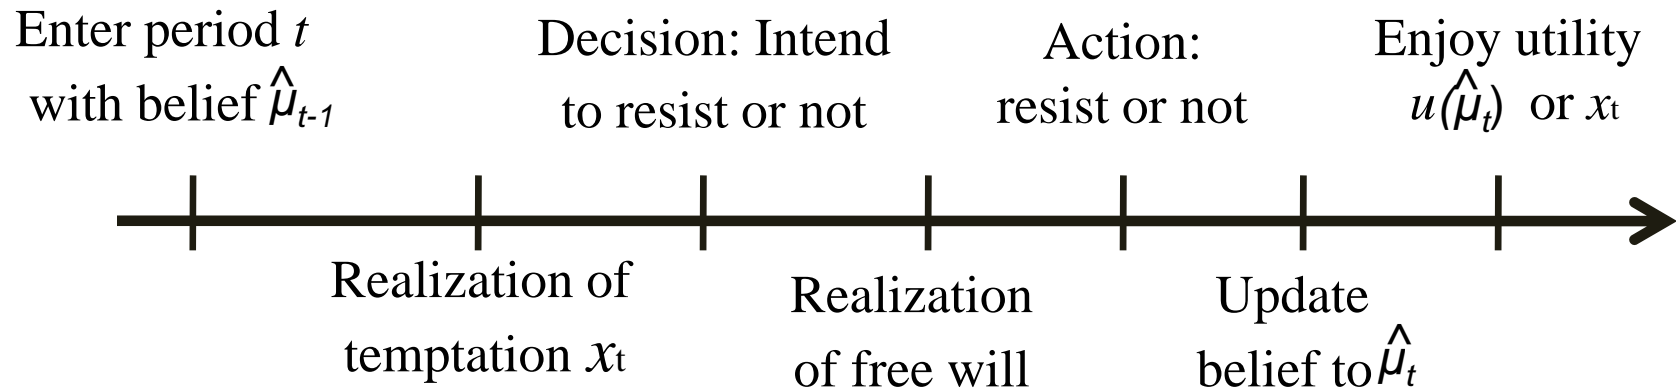 Enter period t
with belief μ̂t-1
Decision: Intend
to resist or not
Action:
resist or not
Enjoy utility
u(μ̂t) or xt
Realization of
temptation xt
Realization
of free will
Update
belief to μ̂t